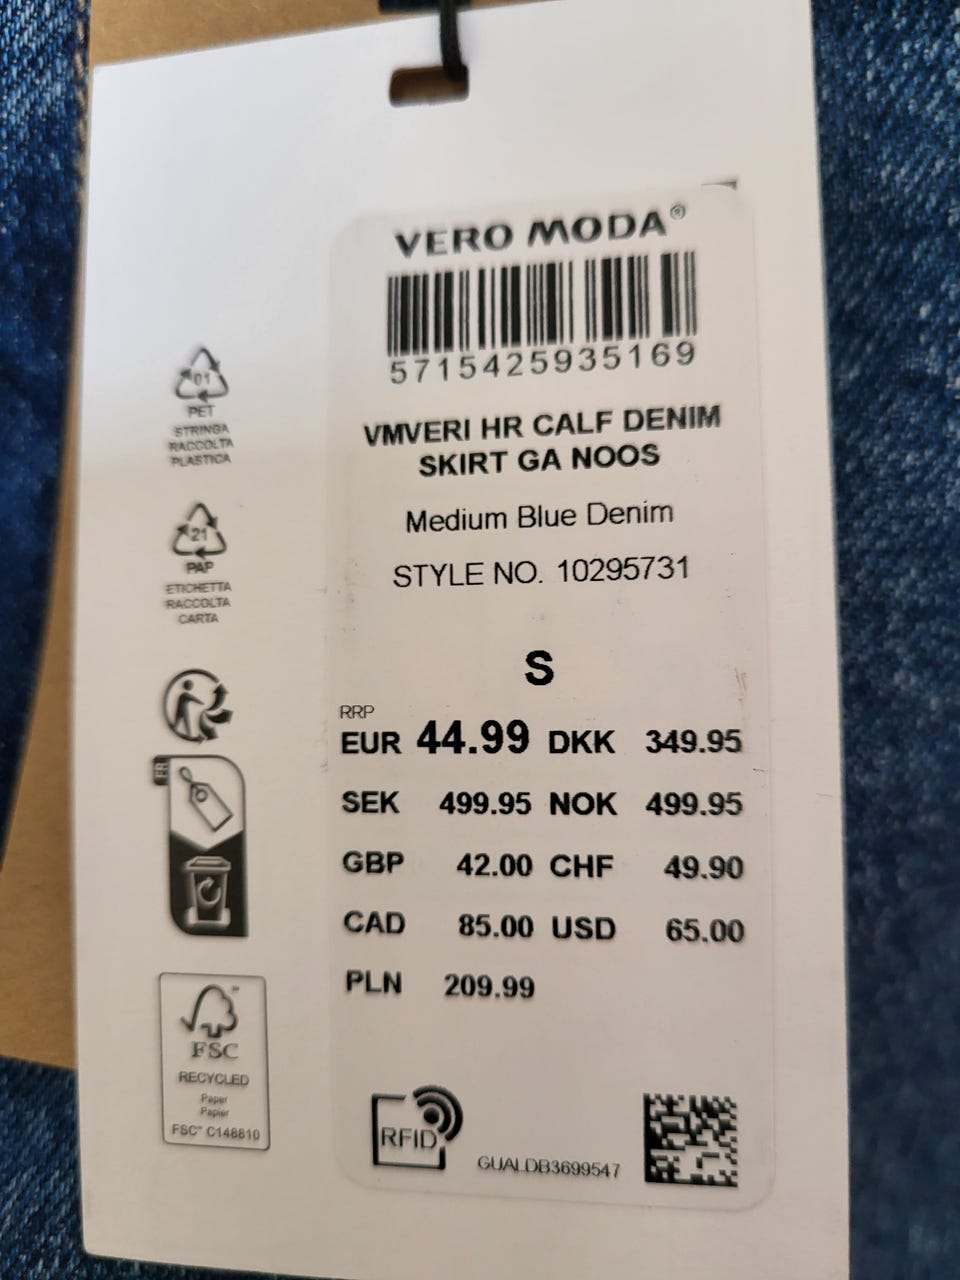 VERO MODA®
5715425935169
VMVERI HR CALF DENIM
SKIRT GA NOOS
Medium Blue Denim
STYLE NO. 10295731
S
RRP
EUR 44.99 DKK 349.95
SEK 499.95 NOK 499.95
GBP 42.00 CHF 49.90
CAD 85.00 USD 65.00
PLN 209.99
RFID
GUALDB3699547
01
PET
STRINGA
RACCOLTA
PLASTICA
21
PAP
ETICHETTA
RACCOLTA
CARTA
FR
FSC
RECYCLED
Paper
Papier
FSC™ C148810